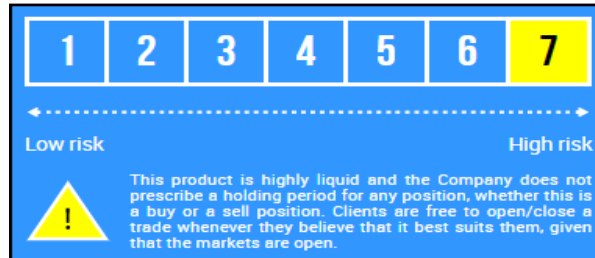 1 2 3 4 5 6 7
Low risk High risk
This product is highly liquid and the Company does not
prescribe a holding period for any position, whether this is
a buy or a sell position. Clients are free to open/close a
trade whenever they believe that it best suits them, given
that the markets are open.
!